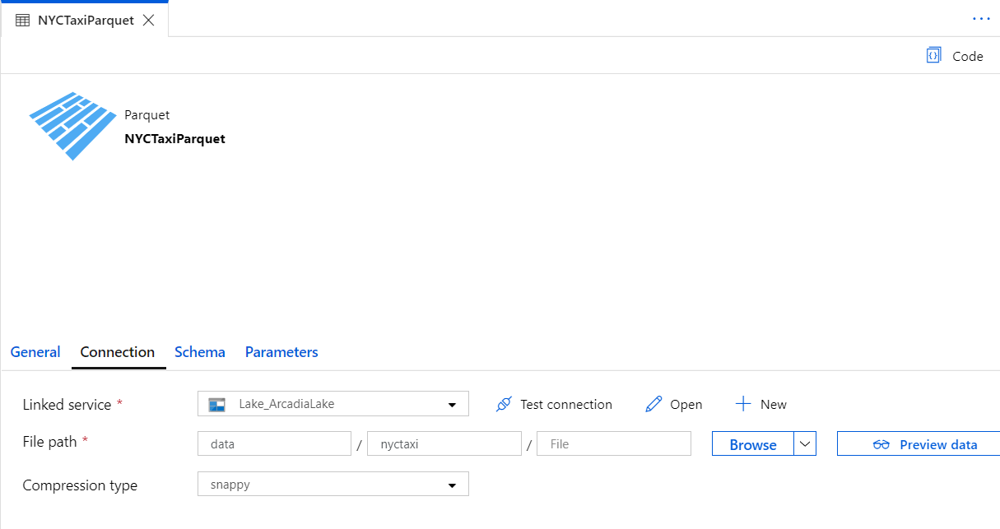 NYCTaxiParquet
Code
Parquet
NYCTaxiParquet
General Connection Schema Parameters
Linked service * Lake_ArcadiaLake Test connection Open New
File path * data / nyctaxi / File Browse Preview data
Compression type snappy